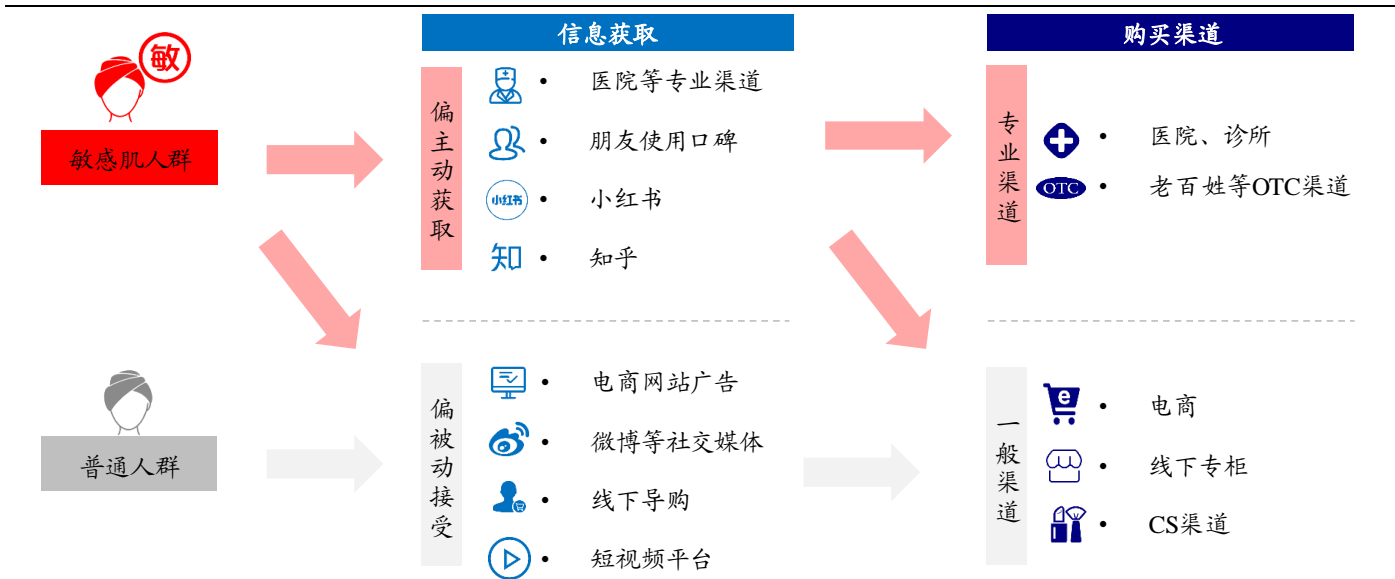 信息获取
购买渠道
敏
敏感肌人群
偏主动获取
• 医院等专业渠道
• 朋友使用口碑
小红书
• 小红书
知
• 知乎
专业渠道
• 医院、诊所
OTC
• 老百姓等OTC渠道
普通人群
偏被动接受
• 电商网站广告
• 微博等社交媒体
• 线下导购
• 短视频平台
一般渠道
e
• 电商
• 线下专柜
• CS渠道